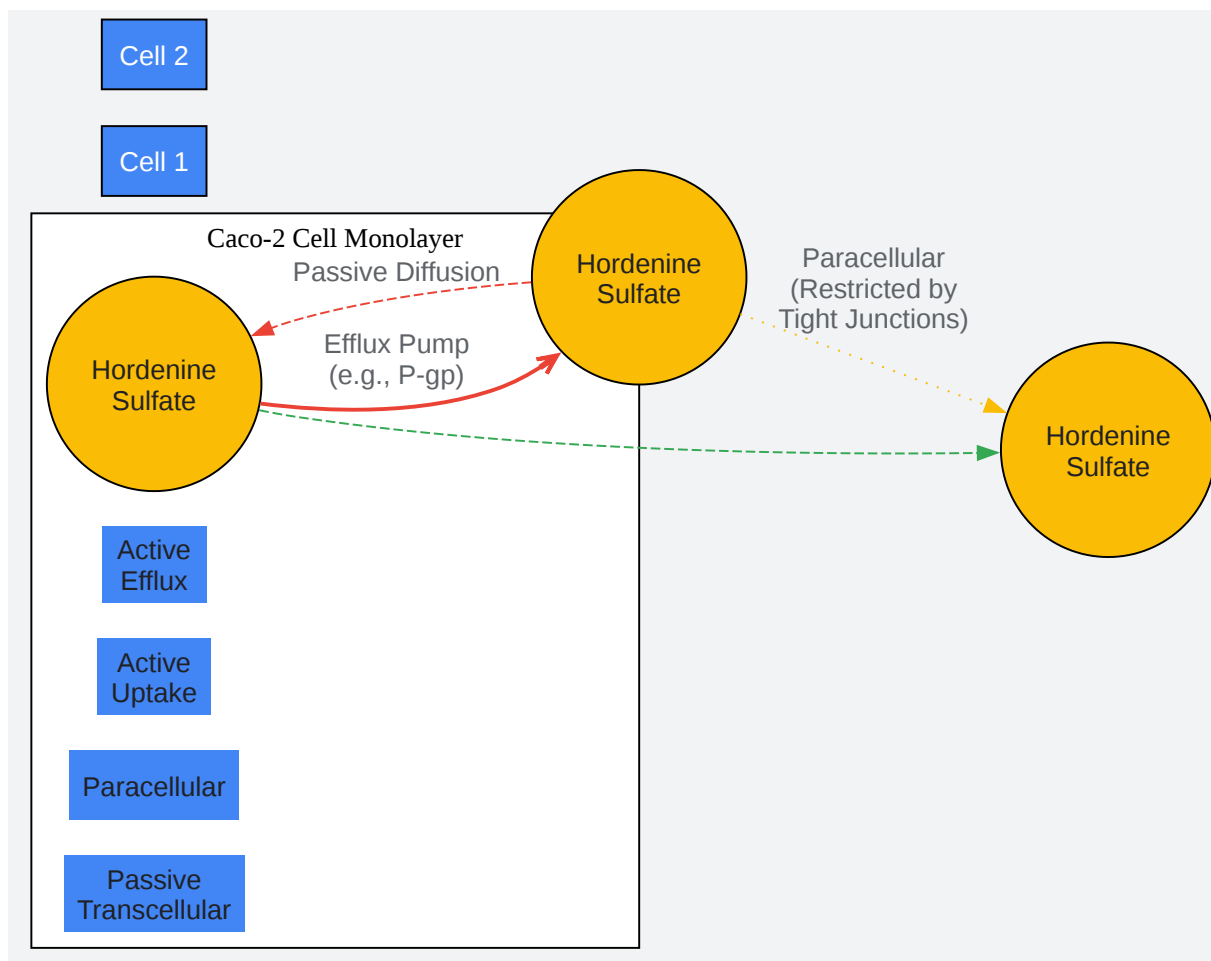 Cell 2
Cell 1
Caco-2 Cell Monolayer
Passive Diffusion
Hordenine
Sulfate
Paracellular
(Restricted by
Tight Junctions)
Efflux Pump
(e.g., P-gp)
Hordenine
Sulfate
Hordenine
Sulfate
Active
Efflux
Active
Uptake
Paracellular
Passive
Transcellular